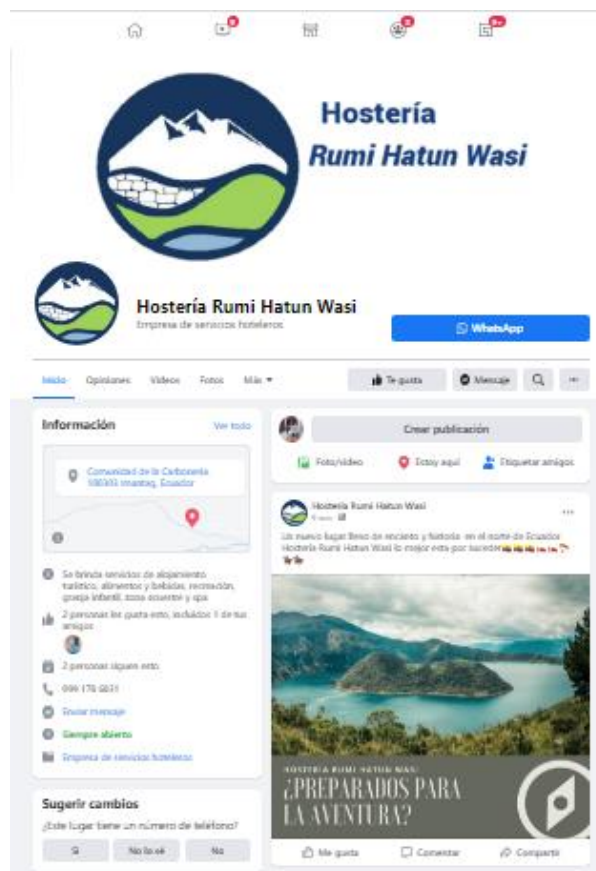 Hostería
Rumi Hatun Wasi
Hostería Rumi Hatun Wasi
Empresa de servicios hoteleros
WhatsApp
Inicio Opiniones Videos Fotos Más
Te gusta Mensaje
Información Ver todo
Comunidad de la Carbonería
100303 Imantag, Ecuador
Se brinda servicios de alojamiento
turístico, alimentos y bebidas, recreación,
granja infantil, zona acuente y spa
2 personas les gusta esto, incluidos 1 de tus
amigos
2 personas siguen esto
Enviar mensaje
Siempre abierto
Empresa de servicios hoteleros
Sugerir cambios
¿Este lugar tiene un número de teléfono?
Sí No lo sé No
Crear publicación
Foto/video Estoy aquí Etiquetar amigos
Hostería Rumi Hatun Wasi
Un nuevo lugar lleno de encanto y historia en el norte de Ecuador
Hostería Rumi Hatun Wasi lo mejor esta por suceder
HOSTERÍA RUMI HATUN WASI
¿PREPARADOS PARA
LA AVENTURA?
Me gusta Comentar Compartir